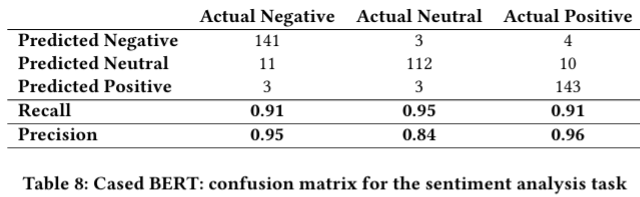 Actual Negative Actual Neutral Actual Positive
Predicted Negative 141 3 4
Predicted Neutral 11 112 10
Predicted Positive 3 3 143
Recall 0.91 0.95 0.91
Precision 0.95 0.84 0.96
Table 8: Cased BERT: confusion matrix for the sentiment analysis task